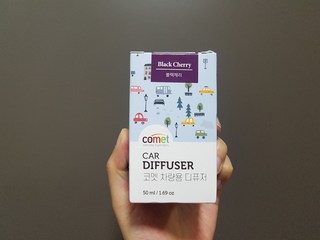 Black Cherry
블랙체리
comet
CAR
DIFFUSER
코멧 차량용 디퓨저
50 ml / 1.69 oz